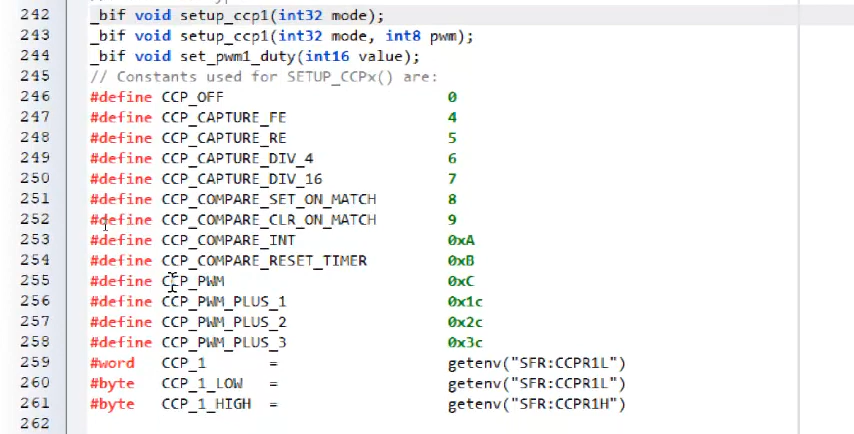 242 _bif void setup_ccp1(int32 mode);
243 _bif void setup_ccp1(int32 mode, int8 pwm);
244 _bif void set_pwm1_duty(int16 value);
245 // Constants used for SETUP_CCPx() are:
246 #define CCP_OFF 0
247 #define CCP_CAPTURE_FE 4
248 #define CCP_CAPTURE_RE 5
249 #define CCP_CAPTURE_DIV_4 6
250 #define CCP_CAPTURE_DIV_16 7
251 #define CCP_COMPARE_SET_ON_MATCH 8
252 #define CCP_COMPARE_CLR_ON_MATCH 9
253 #define CCP_COMPARE_INT 0xA
254 #define CCP_COMPARE_RESET_TIMER 0xB
255 #define CCP_PWM 0xC
256 #define CCP_PWM_PLUS_1 0x1c
257 #define CCP_PWM_PLUS_2 0x2c
258 #define CCP_PWM_PLUS_3 0x3c
259 #word CCP_1 = getenv("SFR:CCPR1L")
260 #byte CCP_1_LOW = getenv("SFR:CCPR1L")
261 #byte CCP_1_HIGH = getenv("SFR:CCPR1H")
262